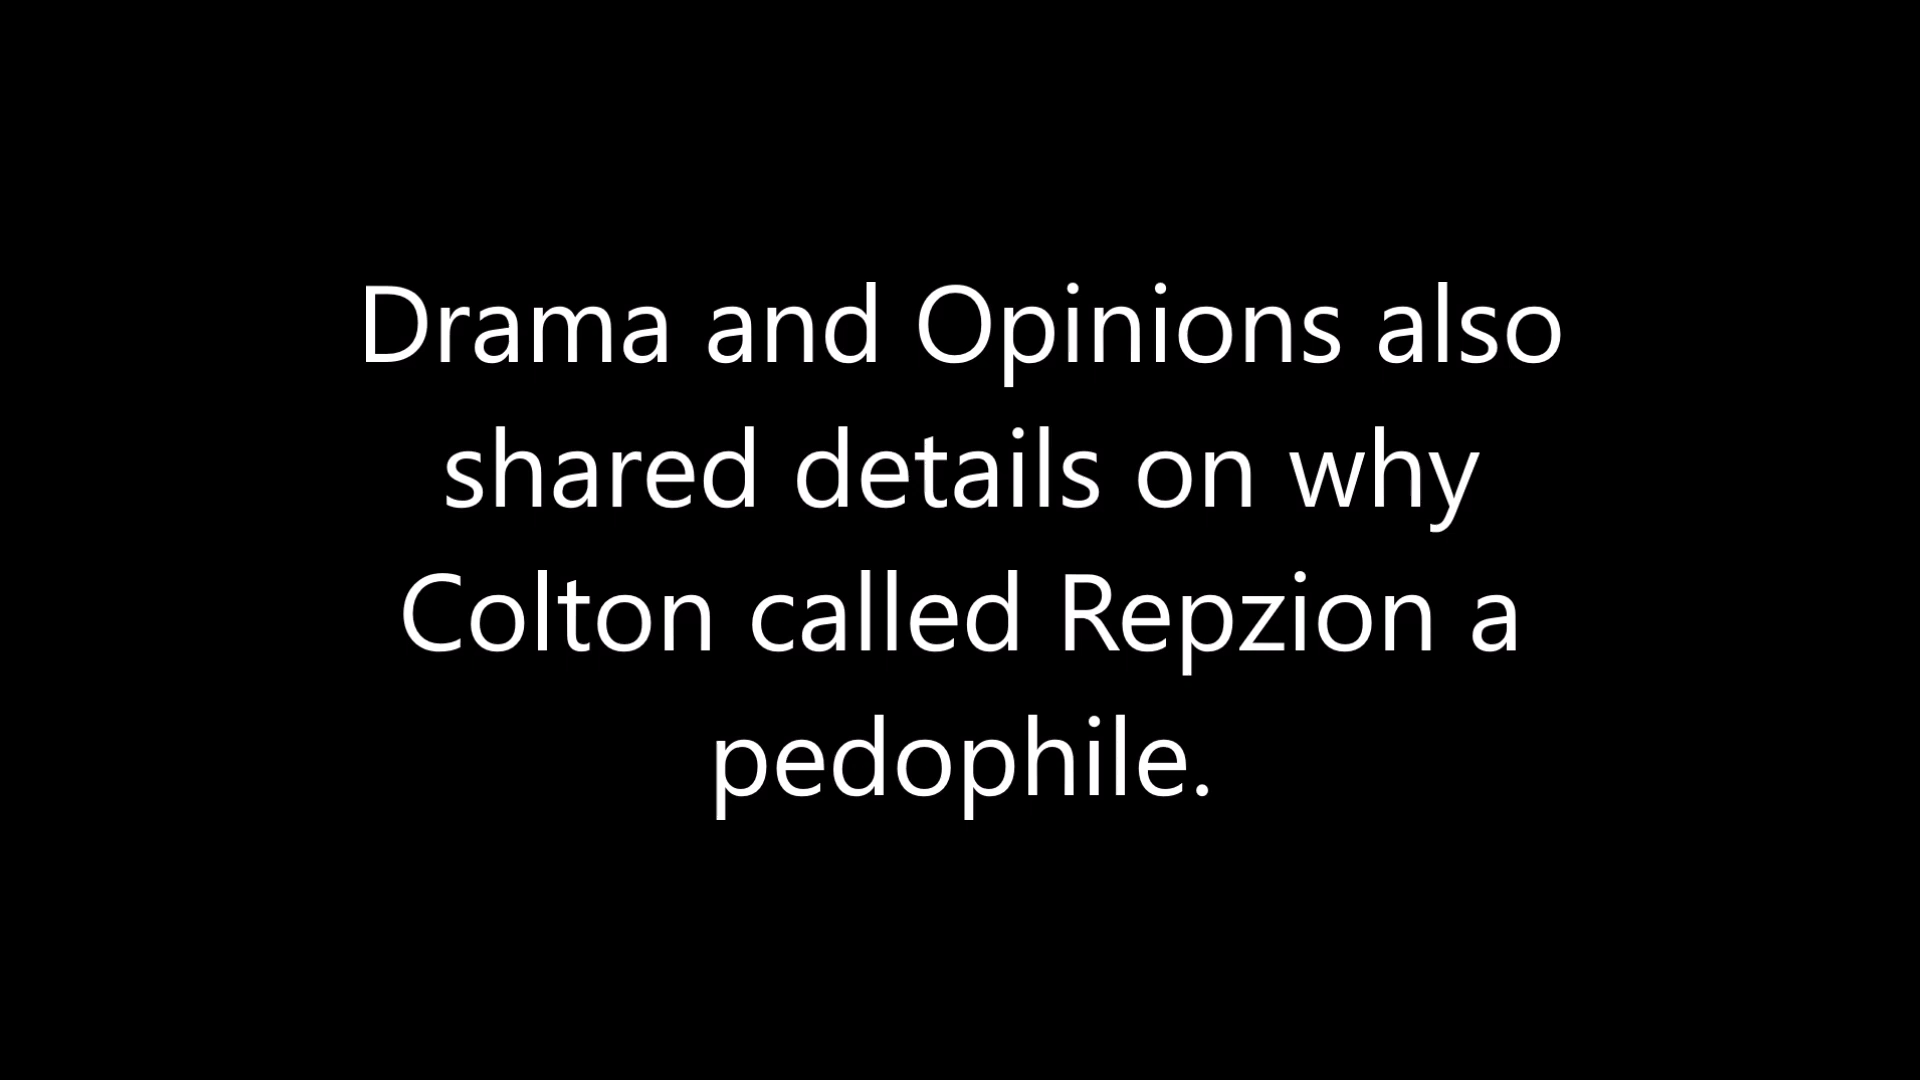 Drama and Opinions also
shared details on why
Colton called Repzion a
pedophile.